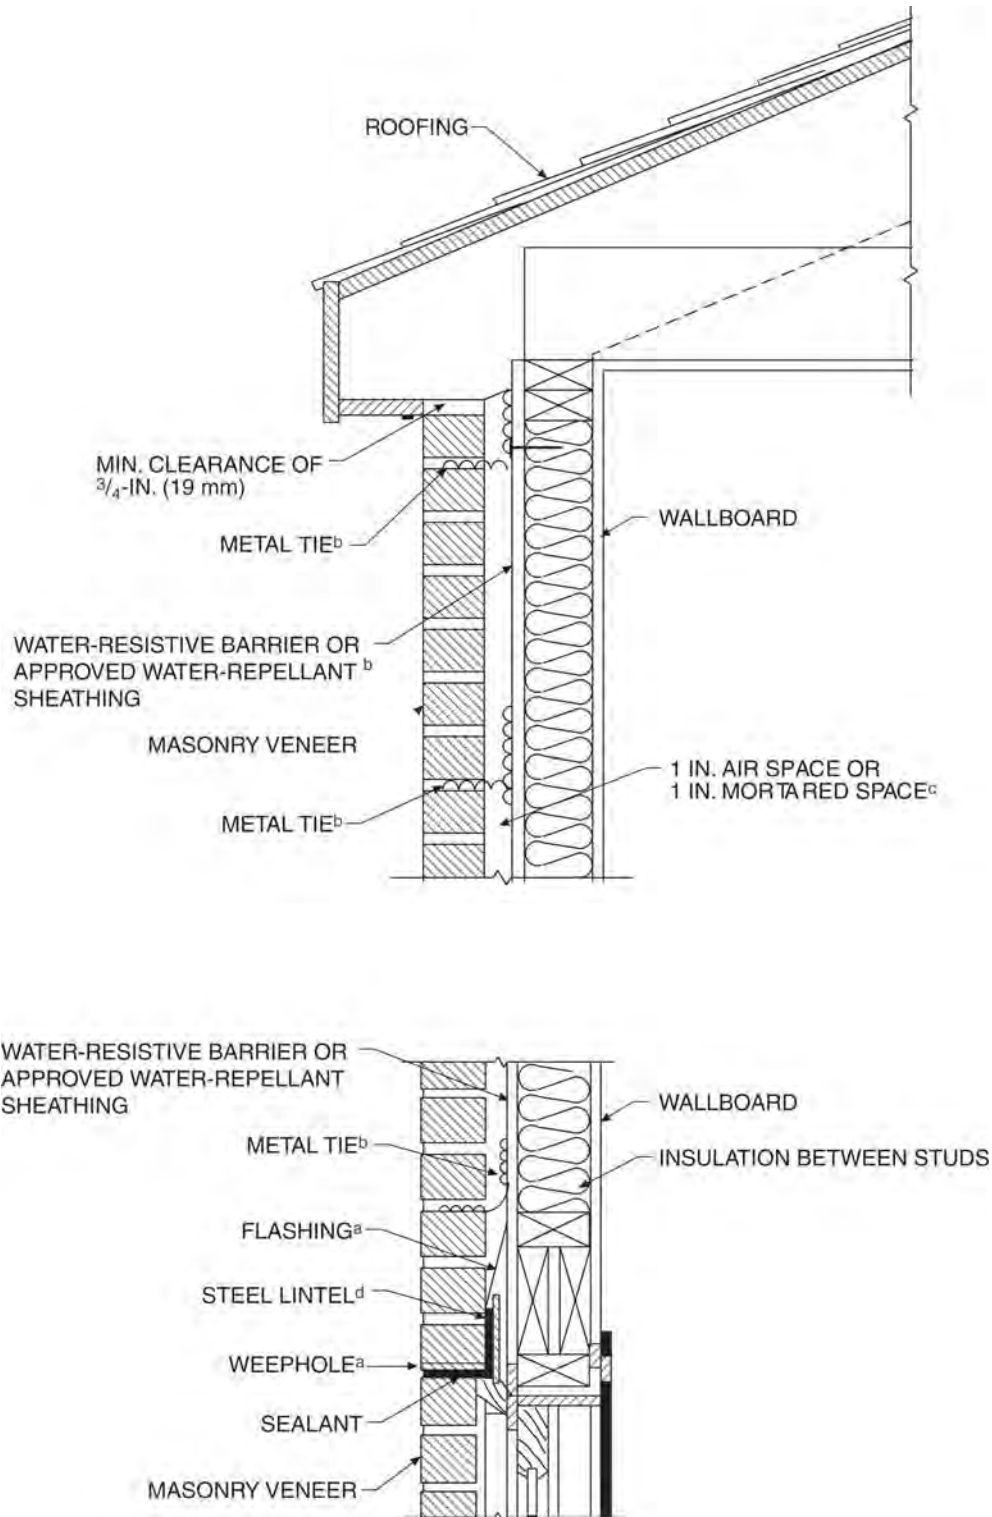 ROOFING
MIN. CLEARANCE OF
3/4-IN. (19 mm)
METAL TIEb
WALLBOARD
WATER-RESISTIVE BARRIER OR
APPROVED WATER-REPELLANT b
SHEATHING
MASONRY VENEER
1 IN. AIR SPACE OR
1 IN. MORTARED SPACEc
METAL TIEb
WATER-RESISTIVE BARRIER OR
APPROVED WATER-REPELLANT
SHEATHING
WALLBOARD
METAL TIEb
INSULATION BETWEEN STUDS
FLASHINGa
STEEL LINTELd
WEEPHOLEa
SEALANT
MASONRY VENEER